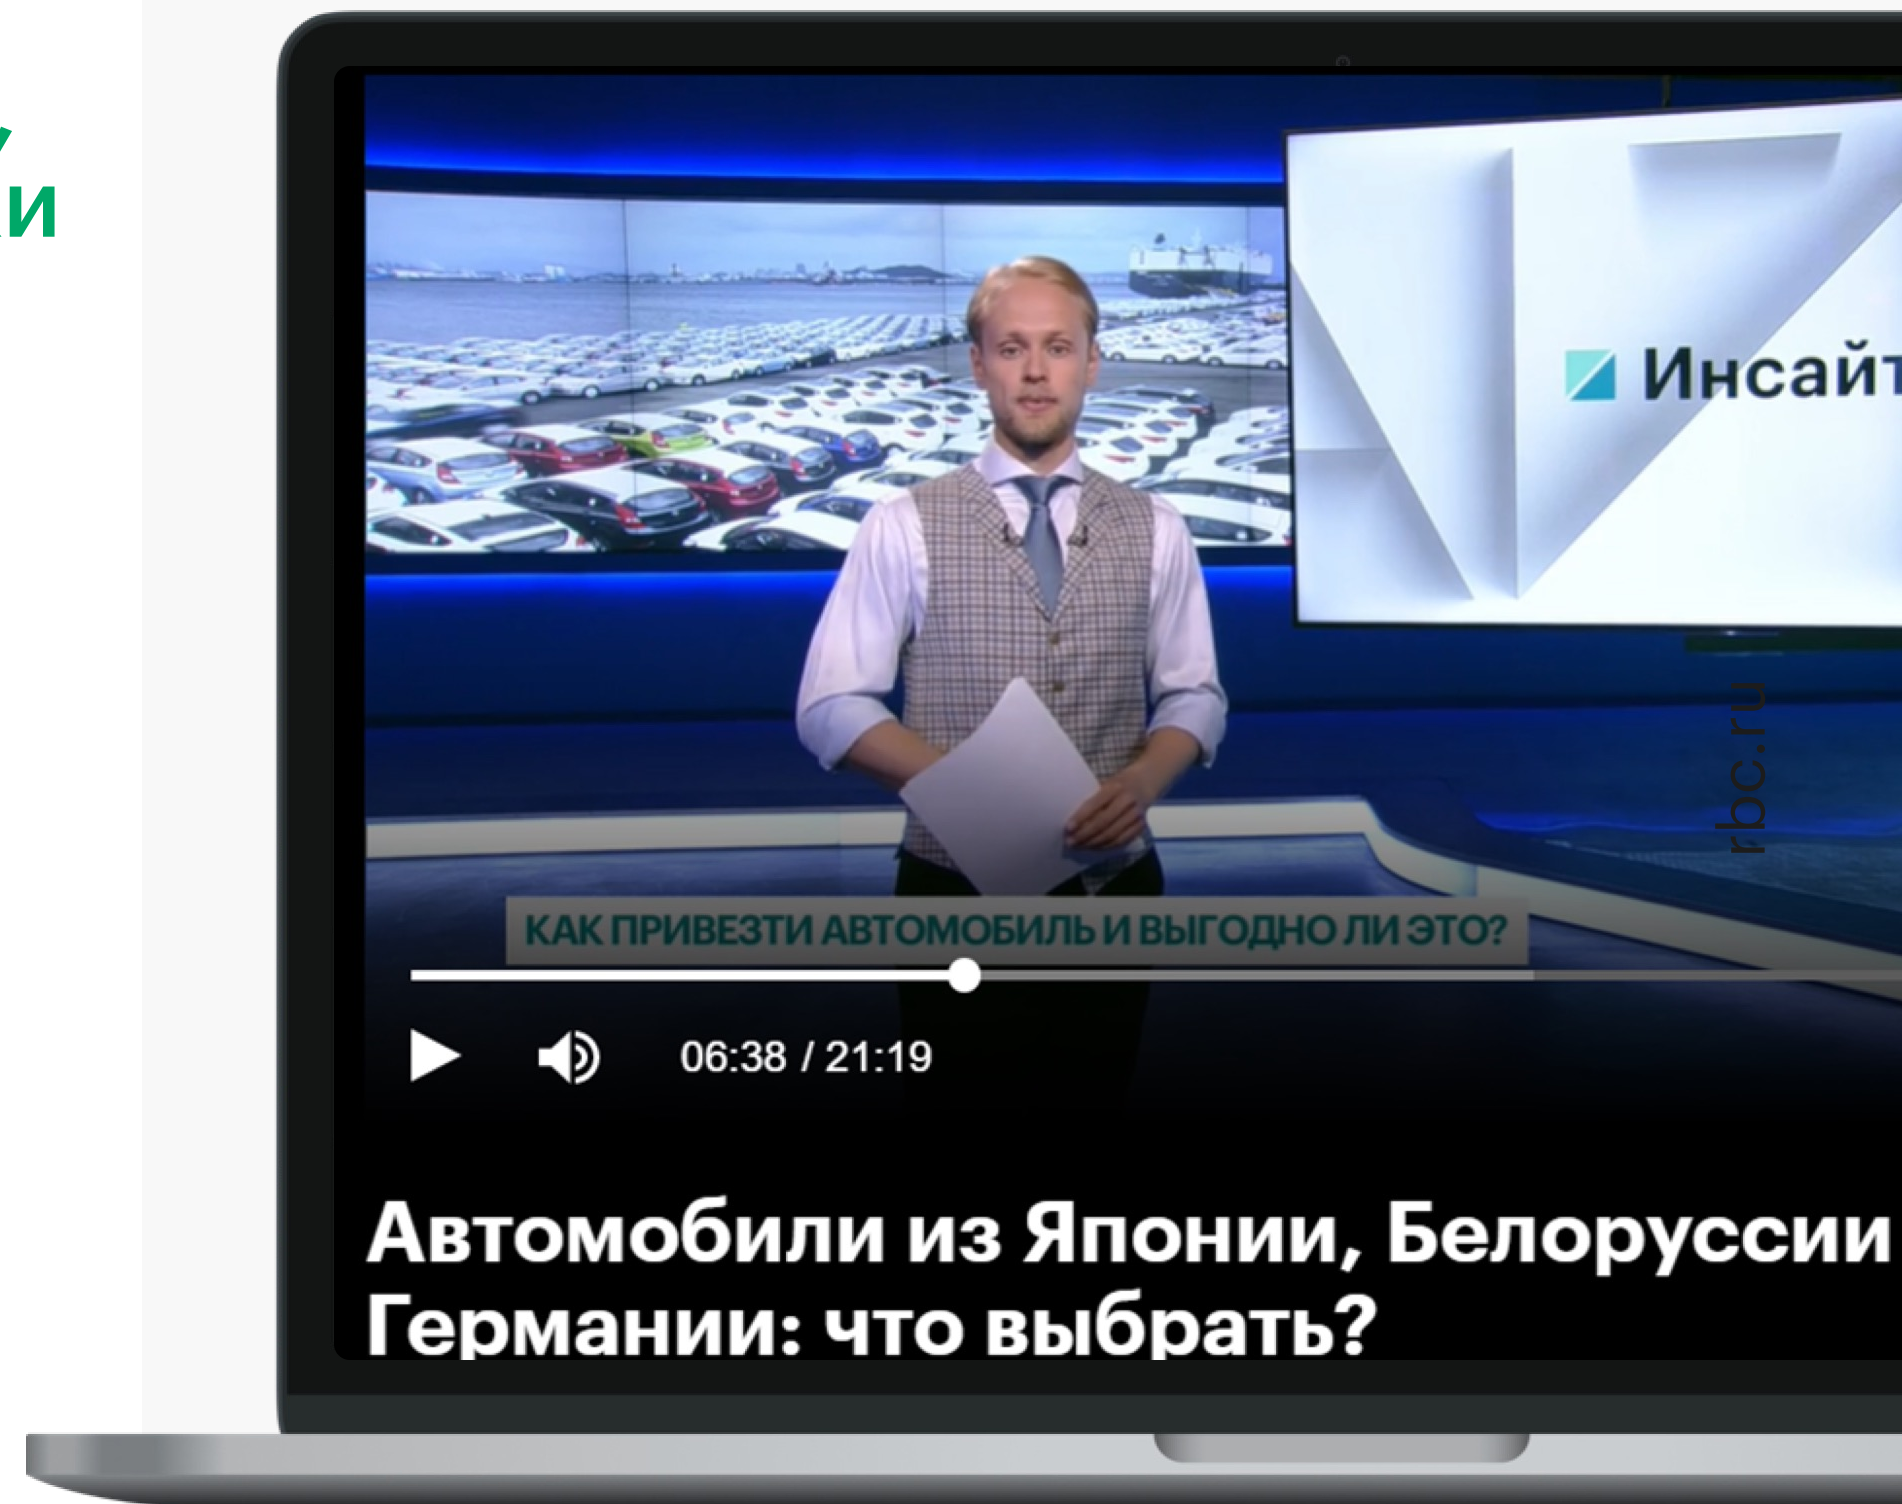 Инсайт
rbc.ru
КАК ПРИВЕЗТИ АВТОМОБИЛЬ И ВЫГОДНО ЛИ ЭТО?
06:38 / 21:19
Автомобили из Японии, Белоруссии
Германии: что выбрать?